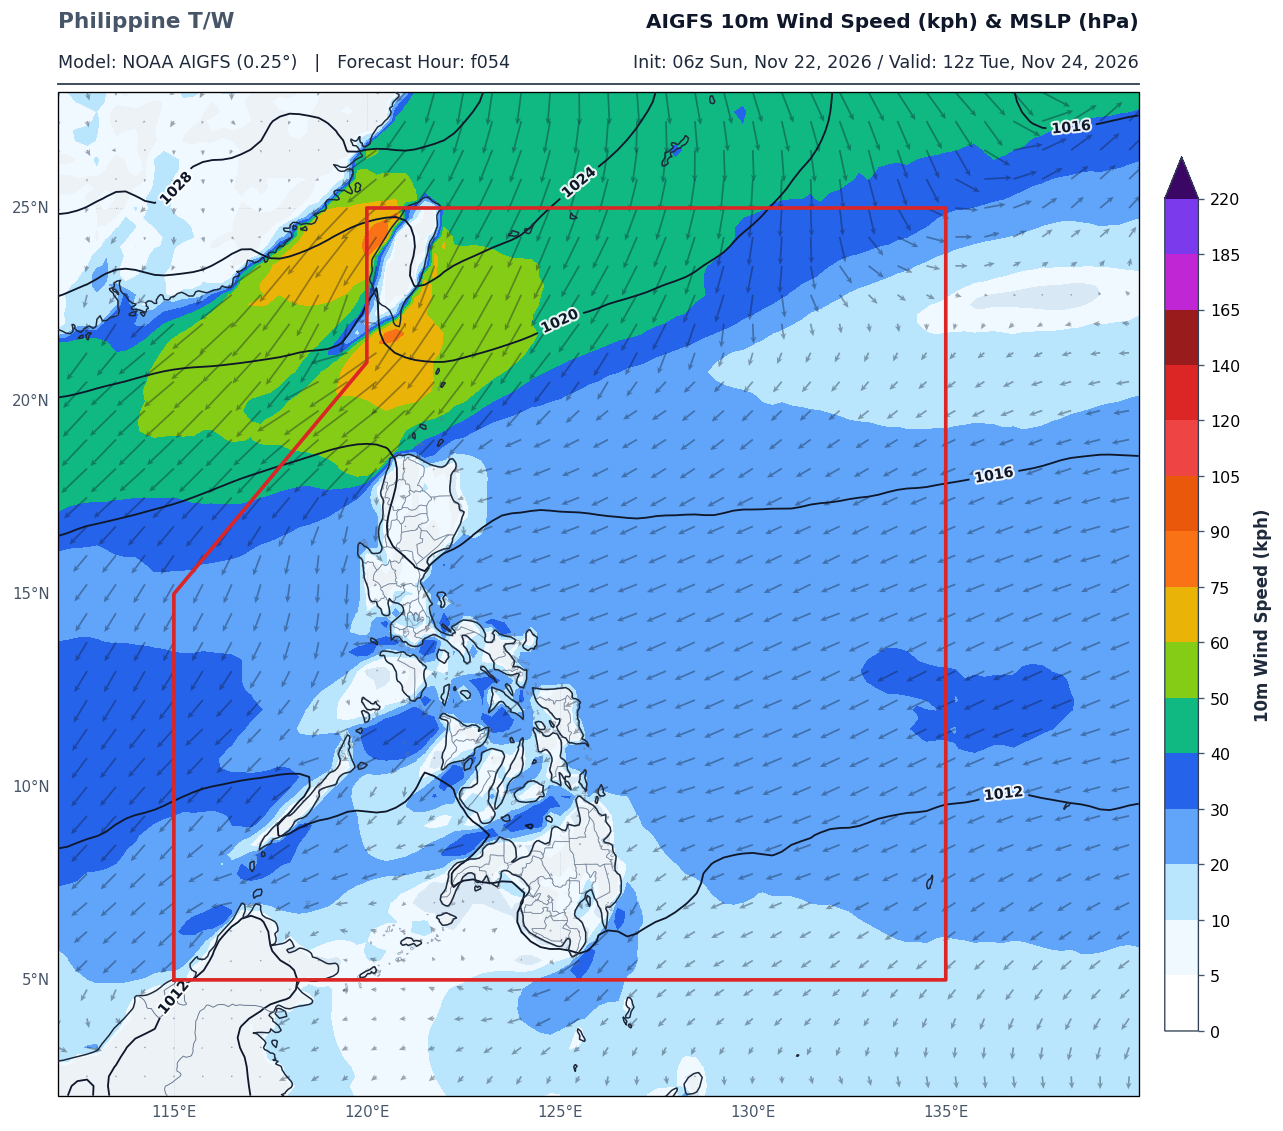 Philippine T/W
AIGFS 10m Wind Speed (kph) & MSLP (hPa)
Model: NOAA AIGFS (0.25°) | Forecast Hour: f054
Init: 06z Sun, Nov 22, 2026 / Valid: 12z Tue, Nov 24, 2026
1016
1028
1024
25°N
1020
20°N
1016
15°N
1012
10°N
5°N
1012
115°E
120°E
125°E
130°E
135°E
220
185
165
140
120
105
90
75
60
50
40
30
20
10
5
0
10m Wind Speed (kph)